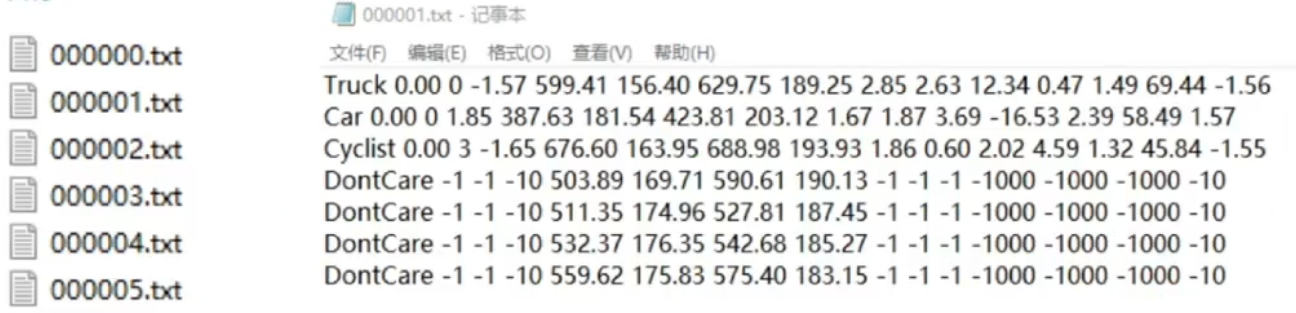 000000.txt
000001.txt
000002.txt
000003.txt
000004.txt
000005.txt
000001.txt - 记事本
文件(F) 编辑(E) 格式(O) 查看(V) 帮助(H)
Truck 0.00 0 -1.57 599.41 156.40 629.75 189.25 2.85 2.63 12.34 0.47 1.49 69.44 -1.56
Car 0.00 0 1.85 387.63 181.54 423.81 203.12 1.67 1.87 3.69 -16.53 2.39 58.49 1.57
Cyclist 0.00 3 -1.65 676.60 163.95 688.98 193.93 1.86 0.60 2.02 4.59 1.32 45.84 -1.55
DontCare -1 -1 -10 503.89 169.71 590.61 190.13 -1 -1 -1 -1000 -1000 -1000 -10
DontCare -1 -1 -10 511.35 174.96 527.81 187.45 -1 -1 -1 -1000 -1000 -1000 -10
DontCare -1 -1 -10 532.37 176.35 542.68 185.27 -1 -1 -1 -1000 -1000 -1000 -10
DontCare -1 -1 -10 559.62 175.83 575.40 183.15 -1 -1 -1 -1000 -1000 -1000 -10